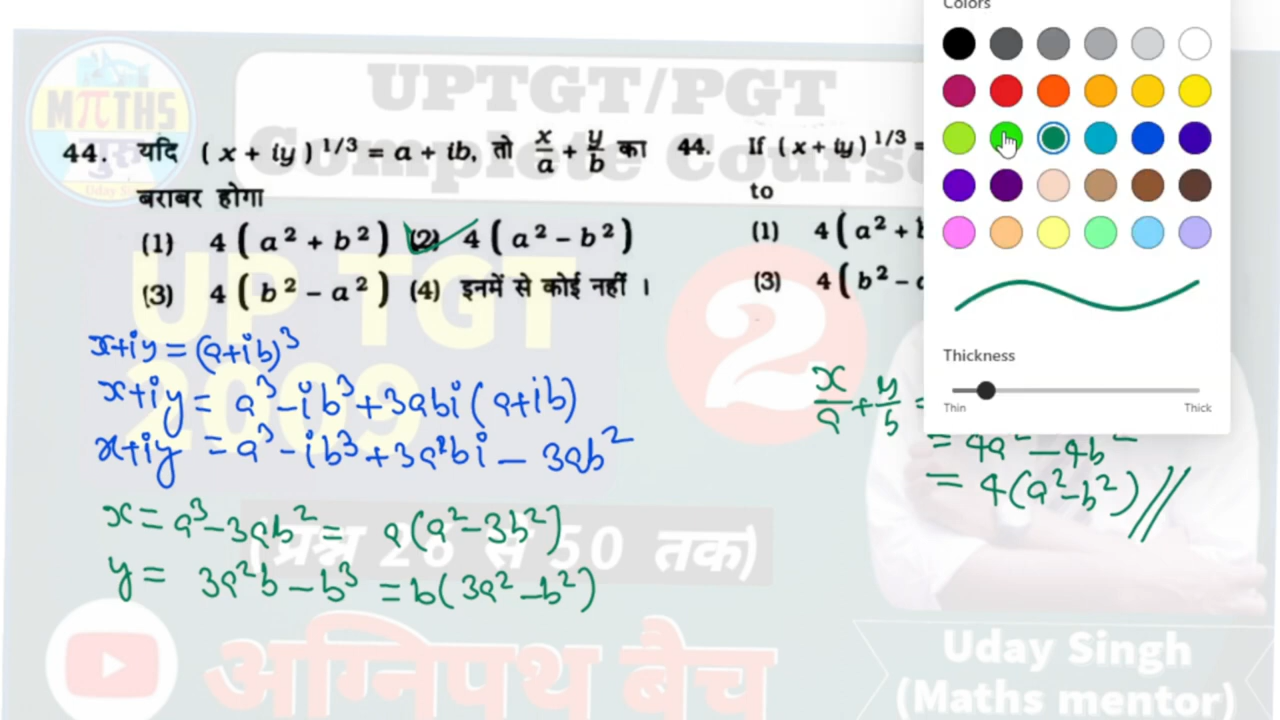 Colors
MπTHS
गुरु
Uday Singh
UPTGT/PGT
Complete Course
44. यदि ( x + iy ) 1/3 = a + ib, तो x/a + y/b का
बराबर होगा
(1) 4 ( a² + b² ) (2) 4 ( a² − b² )
(3) 4 ( b² − a² ) (4) इनमें से कोई नहीं ।
44. If ( x + iy ) 1/3 =
to
(1) 4 ( a² +
(3) 4 ( b² −
UP TGT
2009
2
x+iy = (a+ib)³
x+iy = a³ − ib³ + 3abi (a+ib)
x+iy = a³ − ib³ + 3a²bi − 3ab²
x = a³ − 3ab² = a(a² − 3b²)
y = 3a²b − b³ = b(3a² − b²)
x/a + y/b =
= 4a² − 4b²
= 4(a² − b²) //
Thickness
Thin
Thick
(प्रश्न 26 से 50 तक)
अग्निपथ बैच
Uday Singh
(Maths mentor)